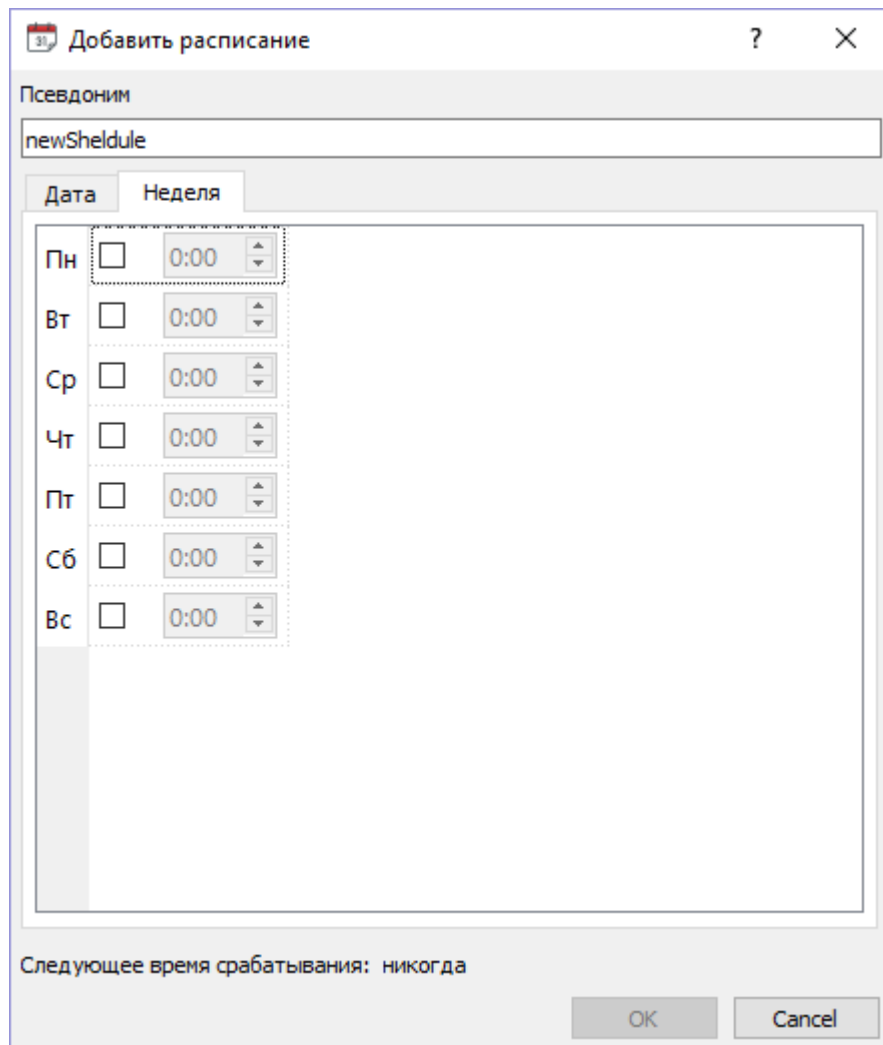 Добавить расписание ?
Псевдоним
newSheldule
Дата Неделя
Пн 0:00
Вт 0:00
Ср 0:00
Чт 0:00
Пт 0:00
Сб 0:00
Вс 0:00
Следующее время срабатывания: никогда
OK Cancel